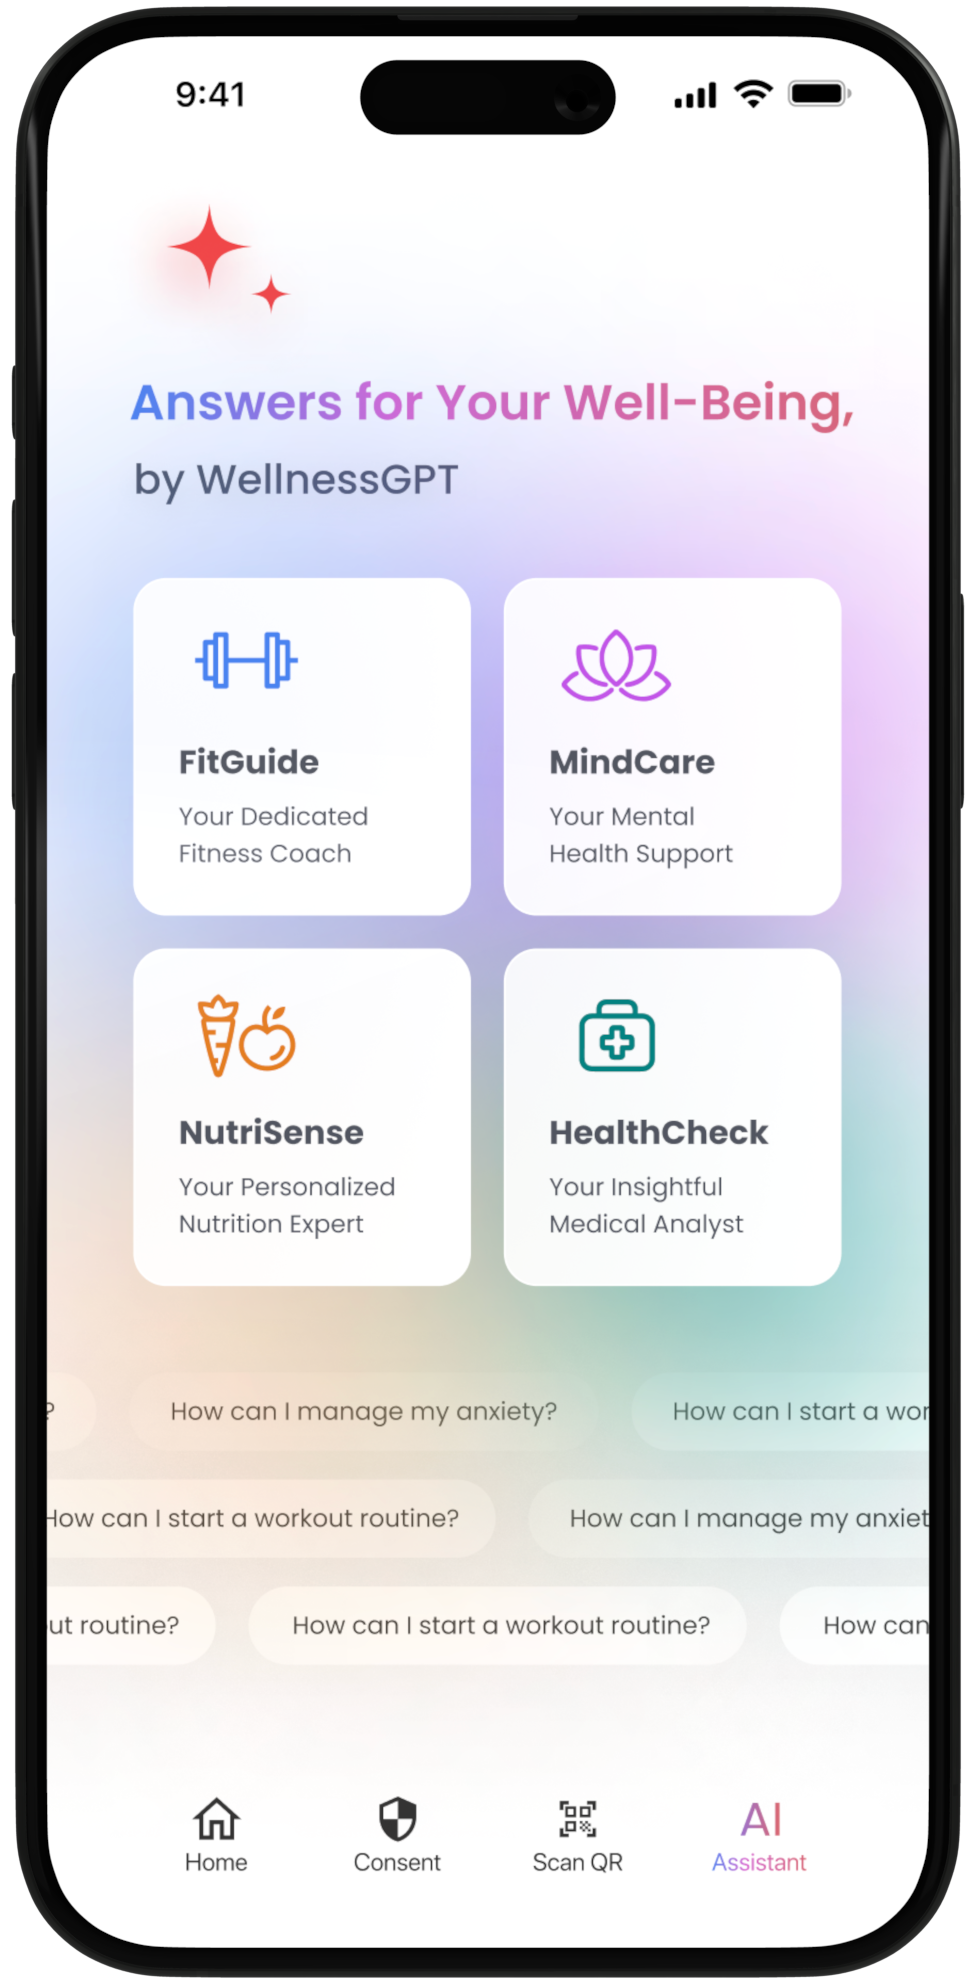 9:41
Answers for Your Well-Being,
by WellnessGPT
FitGuide
Your Dedicated
Fitness Coach
MindCare
Your Mental
Health Support
NutriSense
Your Personalized
Nutrition Expert
HealthCheck
Your Insightful
Medical Analyst
? How can I manage my anxiety? How can I start a wor
How can I start a workout routine? How can I manage my anxiet
ut routine? How can I start a workout routine? How can
AI
Home Consent Scan QR Assistant